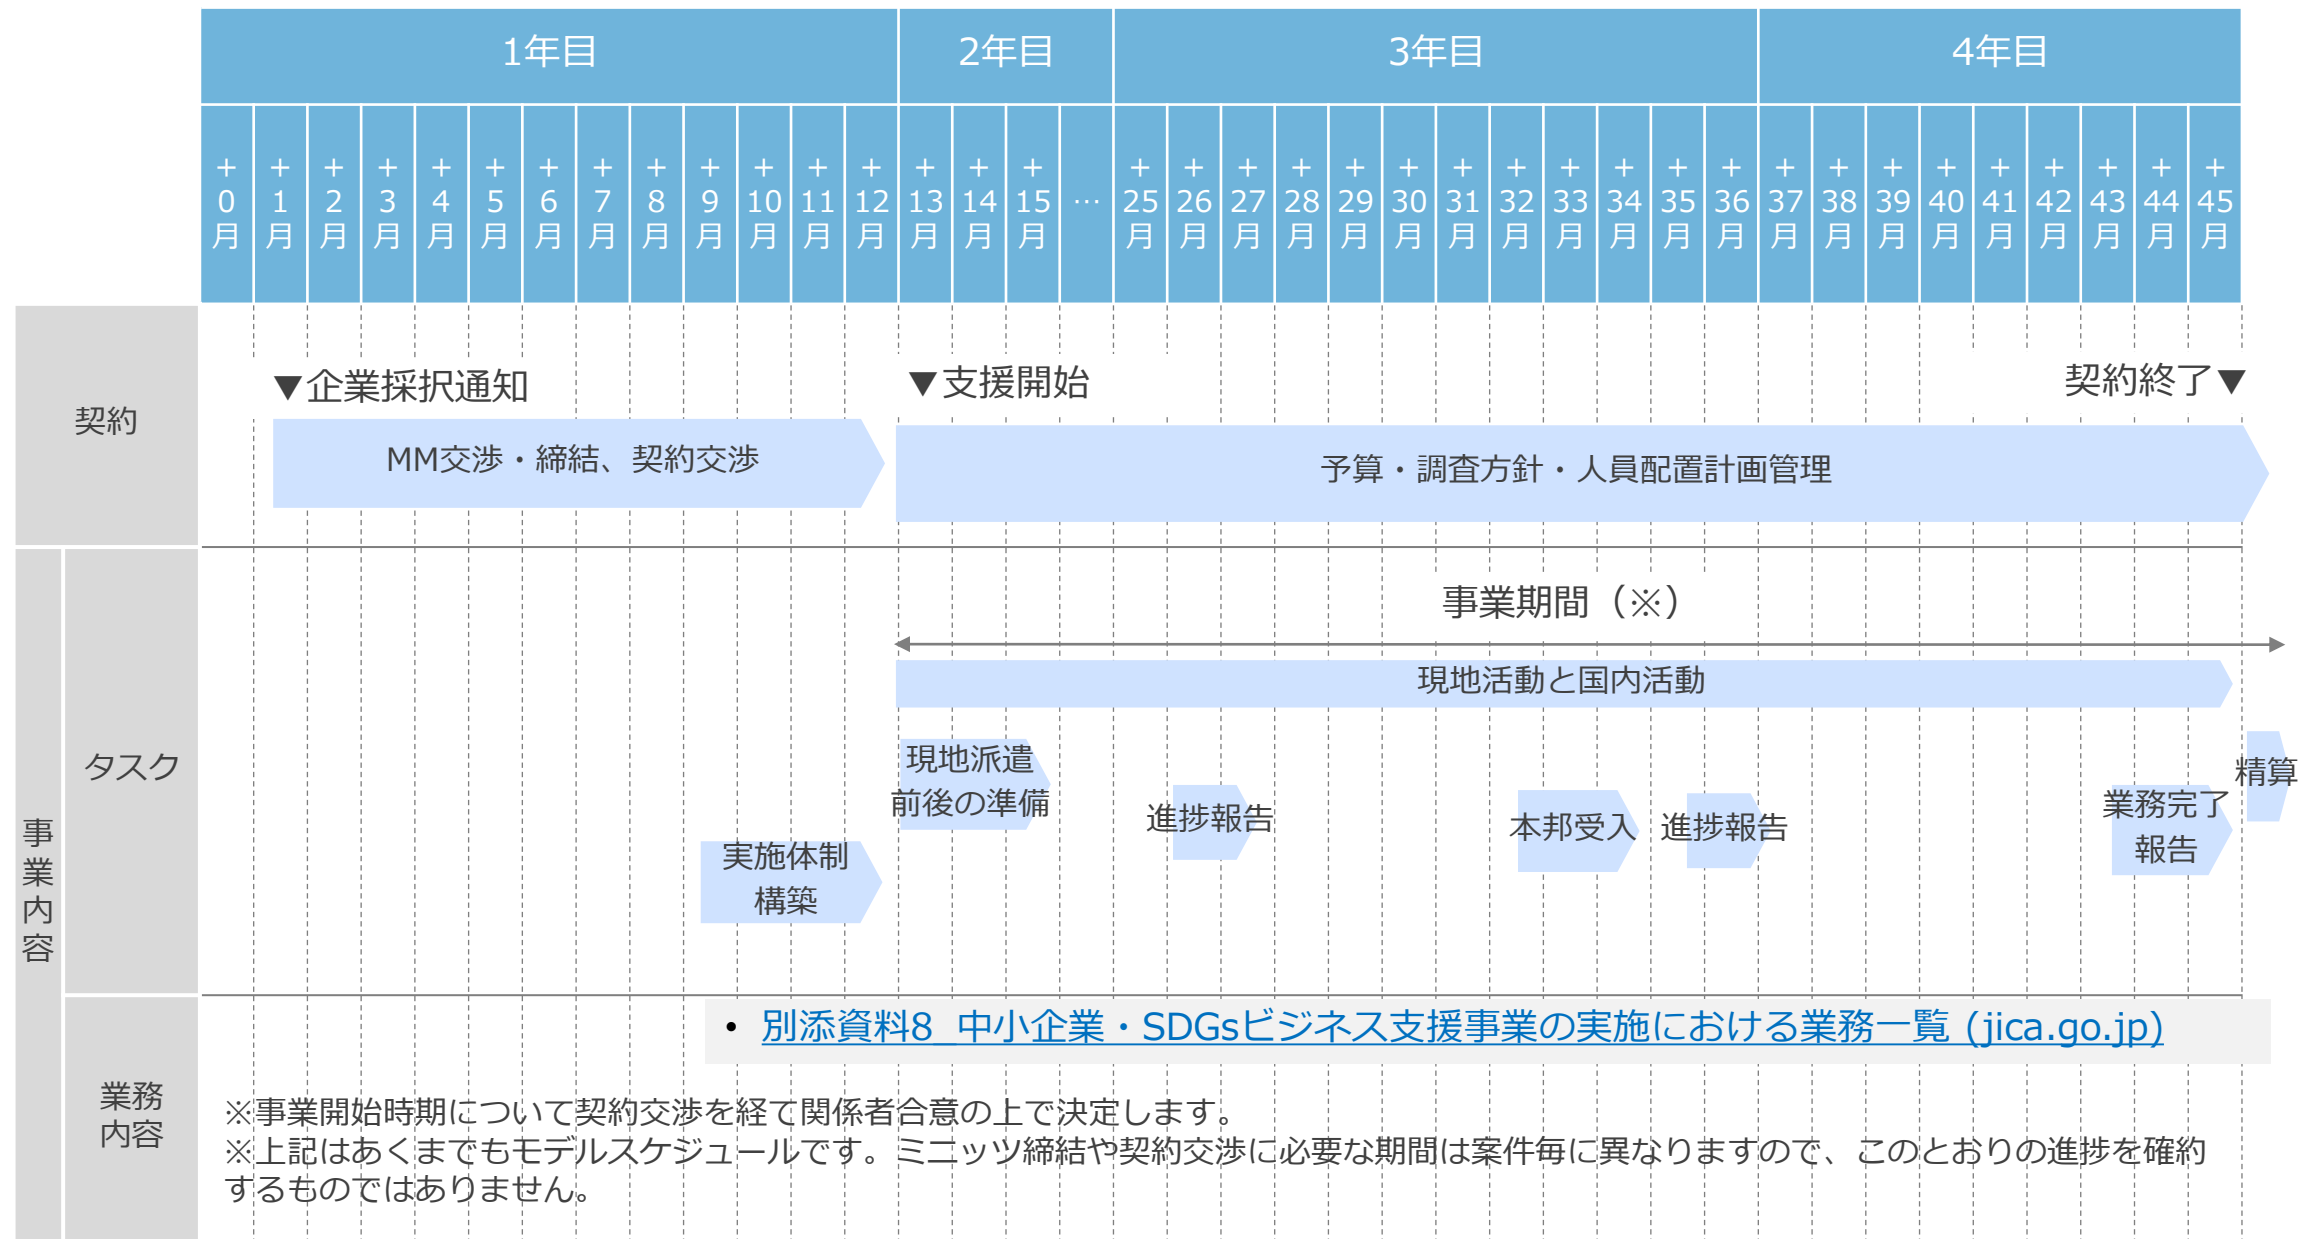 1年目
2年目
3年目
4年目
+0月
+1月
+2月
+3月
+4月
+5月
+6月
+7月
+8月
+9月
+10月
+11月
+12月
+13月
+14月
+15月
…
+25月
+26月
+27月
+28月
+29月
+30月
+31月
+32月
+33月
+34月
+35月
+36月
+37月
+38月
+39月
+40月
+41月
+42月
+43月
+44月
+45月
契約
▼企業採択通知
▼支援開始
契約終了▼
MM交渉・締結、契約交渉
予算・調査方針・人員配置計画管理
事業内容
タスク
事業期間（※）
現地活動と国内活動
現地派遣
前後の準備
進捗報告
本邦受入
進捗報告
業務完了
報告
精算
実施体制
構築
業務
内容
• 別添資料8_中小企業・SDGsビジネス支援事業の実施における業務一覧 (jica.go.jp)
※事業開始時期について契約交渉を経て関係者合意の上で決定します。
※上記はあくまでもモデルスケジュールです。ミニッツ締結や契約交渉に必要な期間は案件毎に異なりますので、このとおりの進捗を確約
するものではありません。